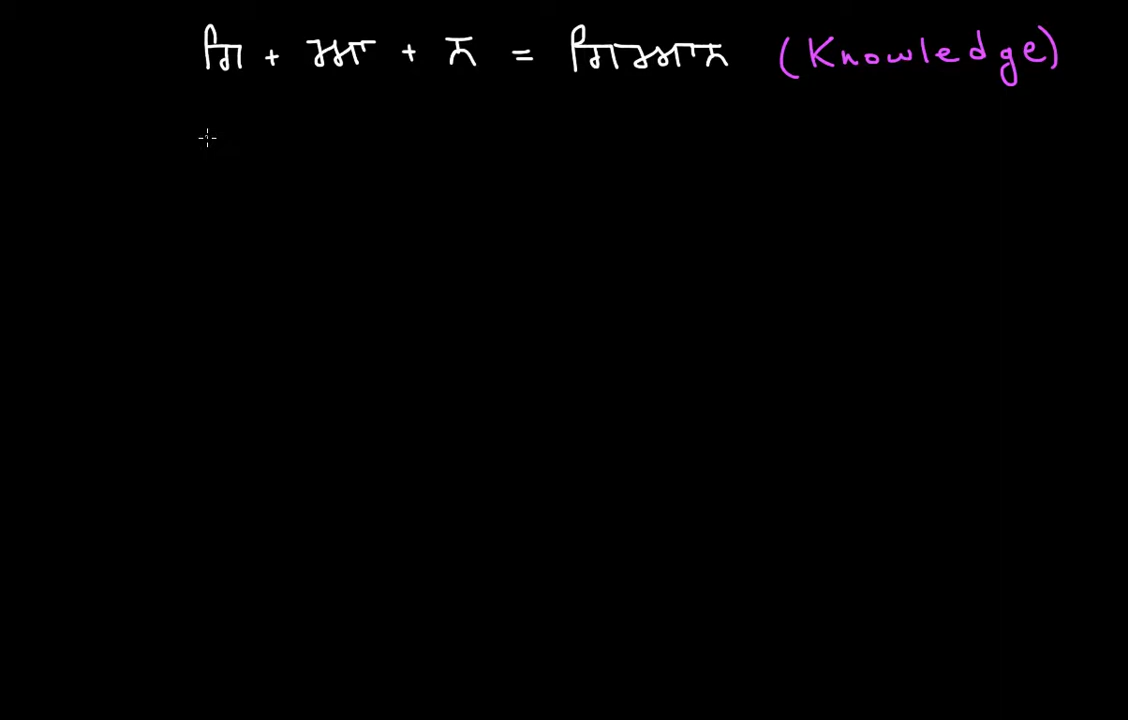 ਗਿ + ਆ + ਨ = ਗਿਆਨ (Knowledge)